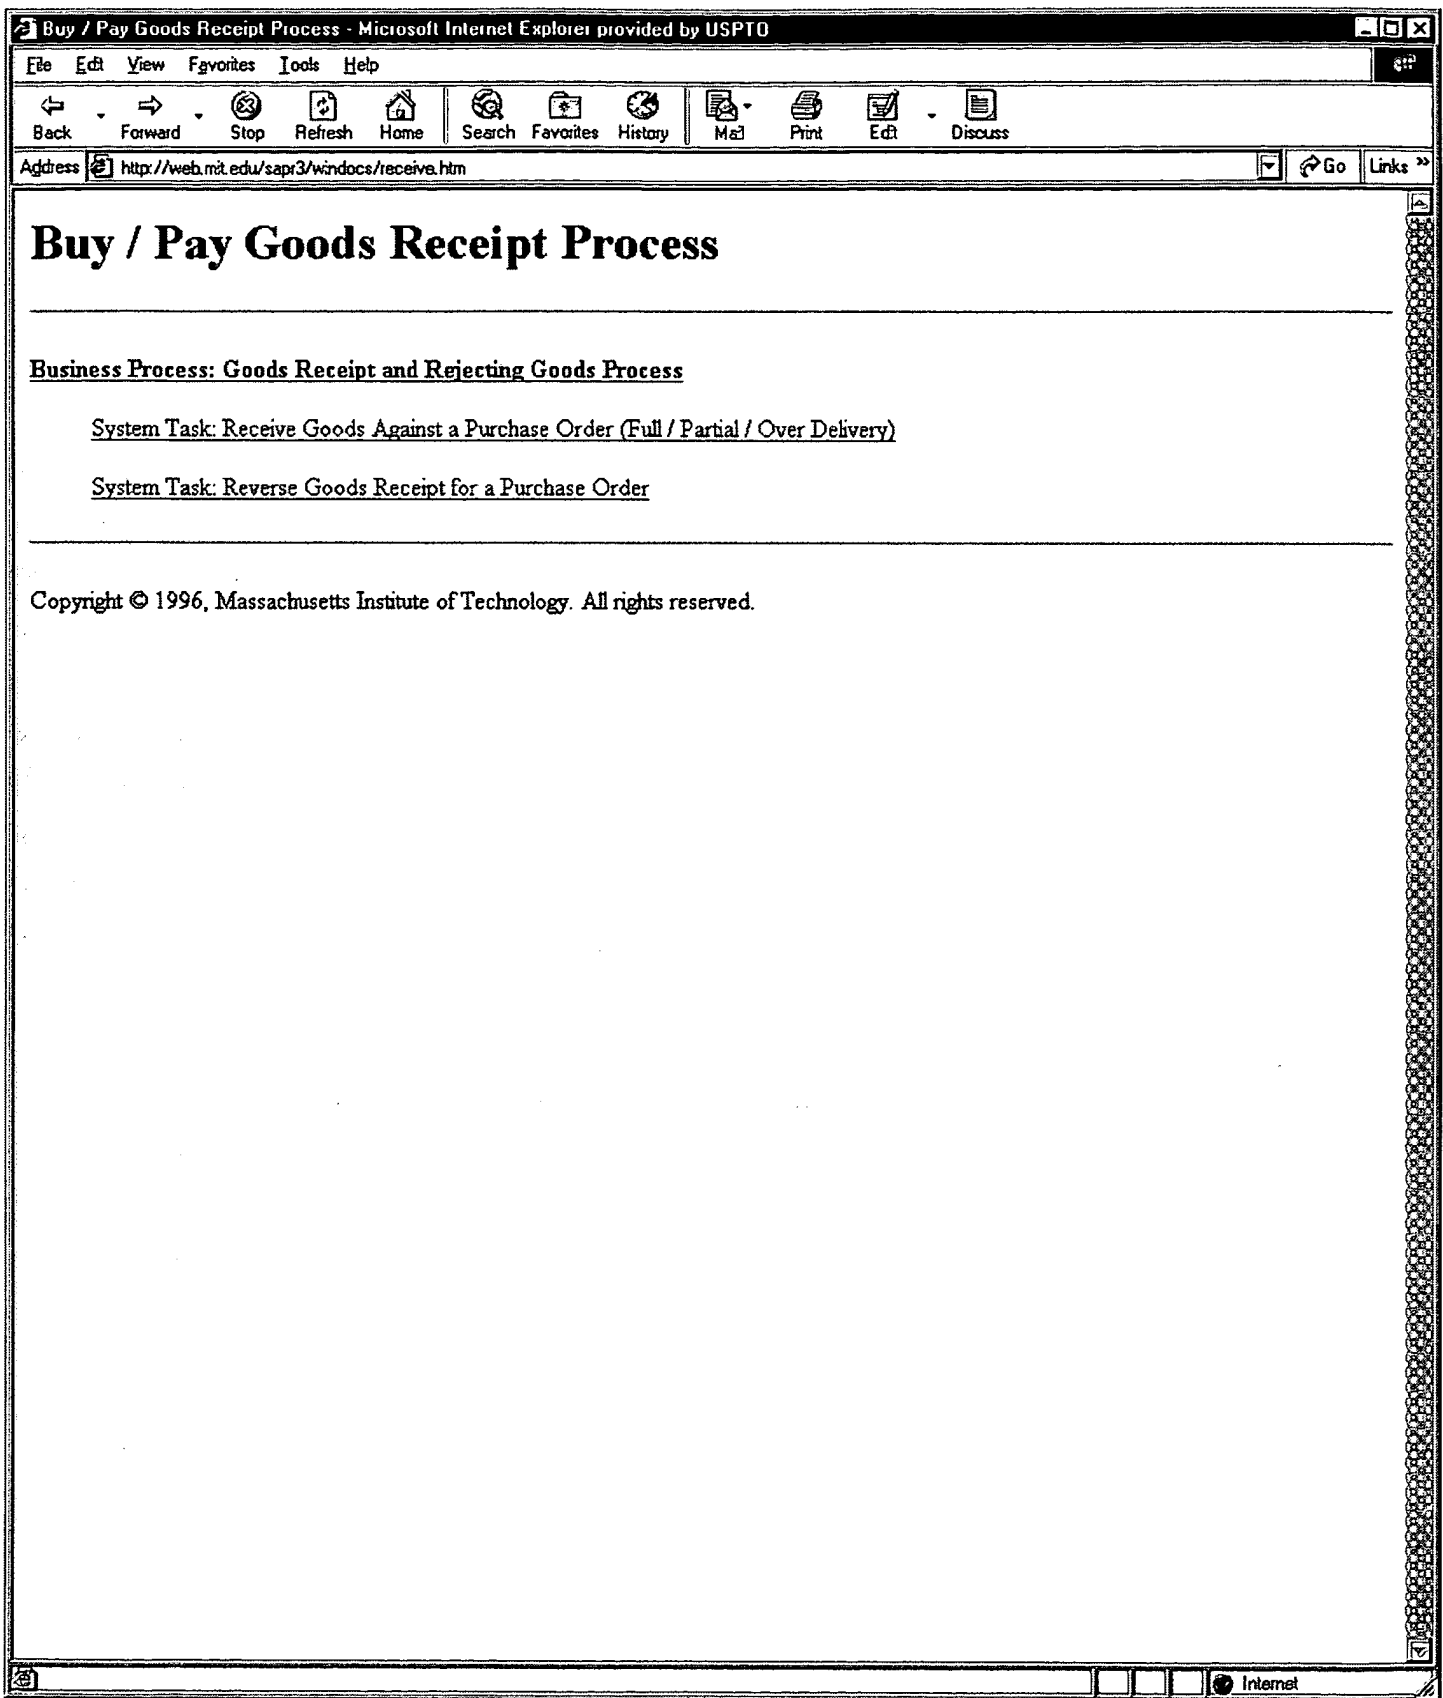 Buy / Pay Goods Receipt Process - Microsoft Internet Explorer provided by USPTO
File Edit View Favorites Tools Help
Back Forward Stop Refresh Home Search Favorites History Mail Print Edit Discuss
Address http://web.mit.edu/sapr3/windocs/receive.htm Go Links »
Buy / Pay Goods Receipt Process
Business Process: Goods Receipt and Rejecting Goods Process
System Task: Receive Goods Against a Purchase Order (Full / Partial / Over Delivery)
System Task: Reverse Goods Receipt for a Purchase Order
Copyright © 1996, Massachusetts Institute of Technology. All rights reserved.
Internet